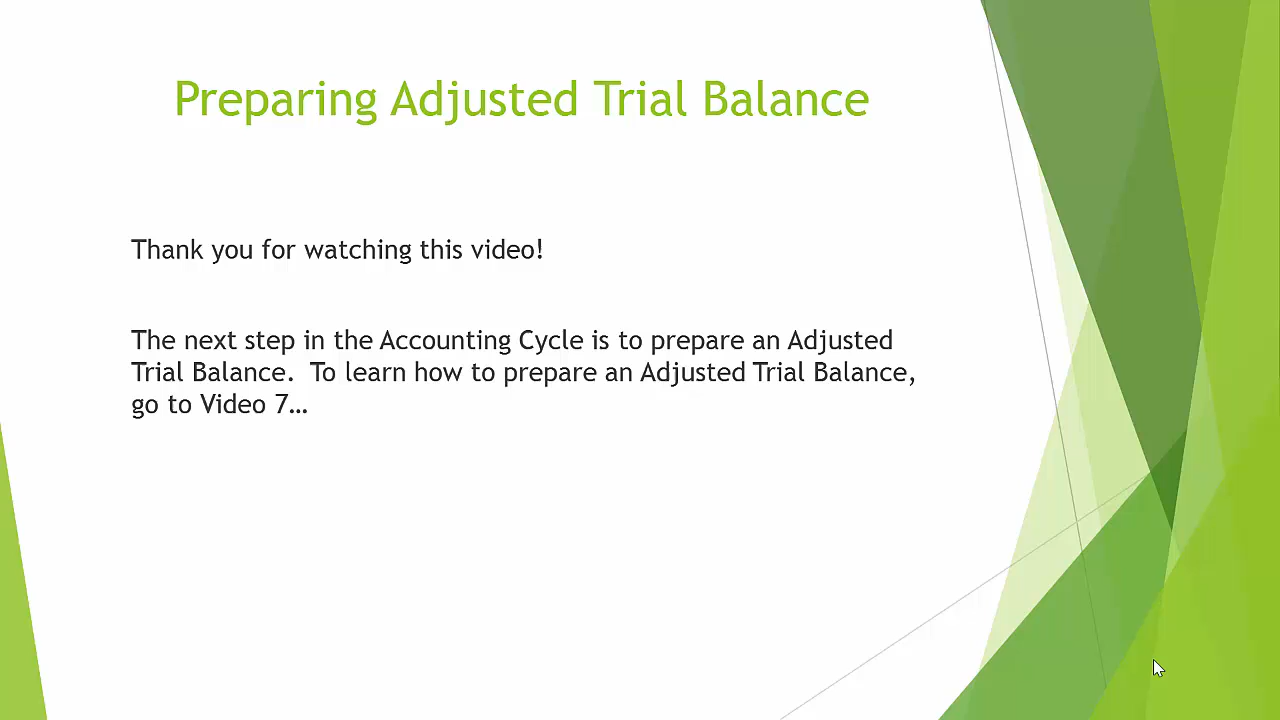 Preparing Adjusted Trial Balance
Thank you for watching this video!
The next step in the Accounting Cycle is to prepare an Adjusted
Trial Balance.  To learn how to prepare an Adjusted Trial Balance,
go to Video 7…